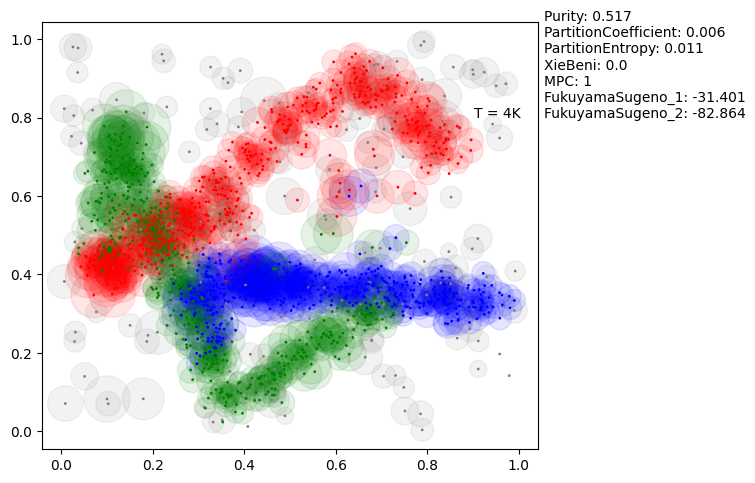 Purity: 0.517
PartitionCoefficient: 0.006
PartitionEntropy: 0.011
XieBeni: 0.0
MPC: 1
FukuyamaSugeno_1: -31.401
FukuyamaSugeno_2: -82.864
T = 4K
1.0
0.8
0.6
0.4
0.2
0.0
0.0 0.2 0.4 0.6 0.8 1.0